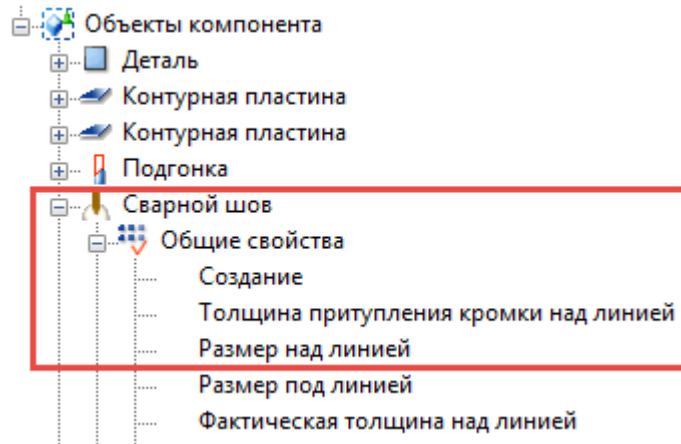 Объекты компонента
Деталь
Контурная пластина
Контурная пластина
Подгонка
Сварной шов
Общие свойства
Создание
Толщина притупления кромки над линией
Размер над линией
Размер под линией
Фактическая толщина над линией